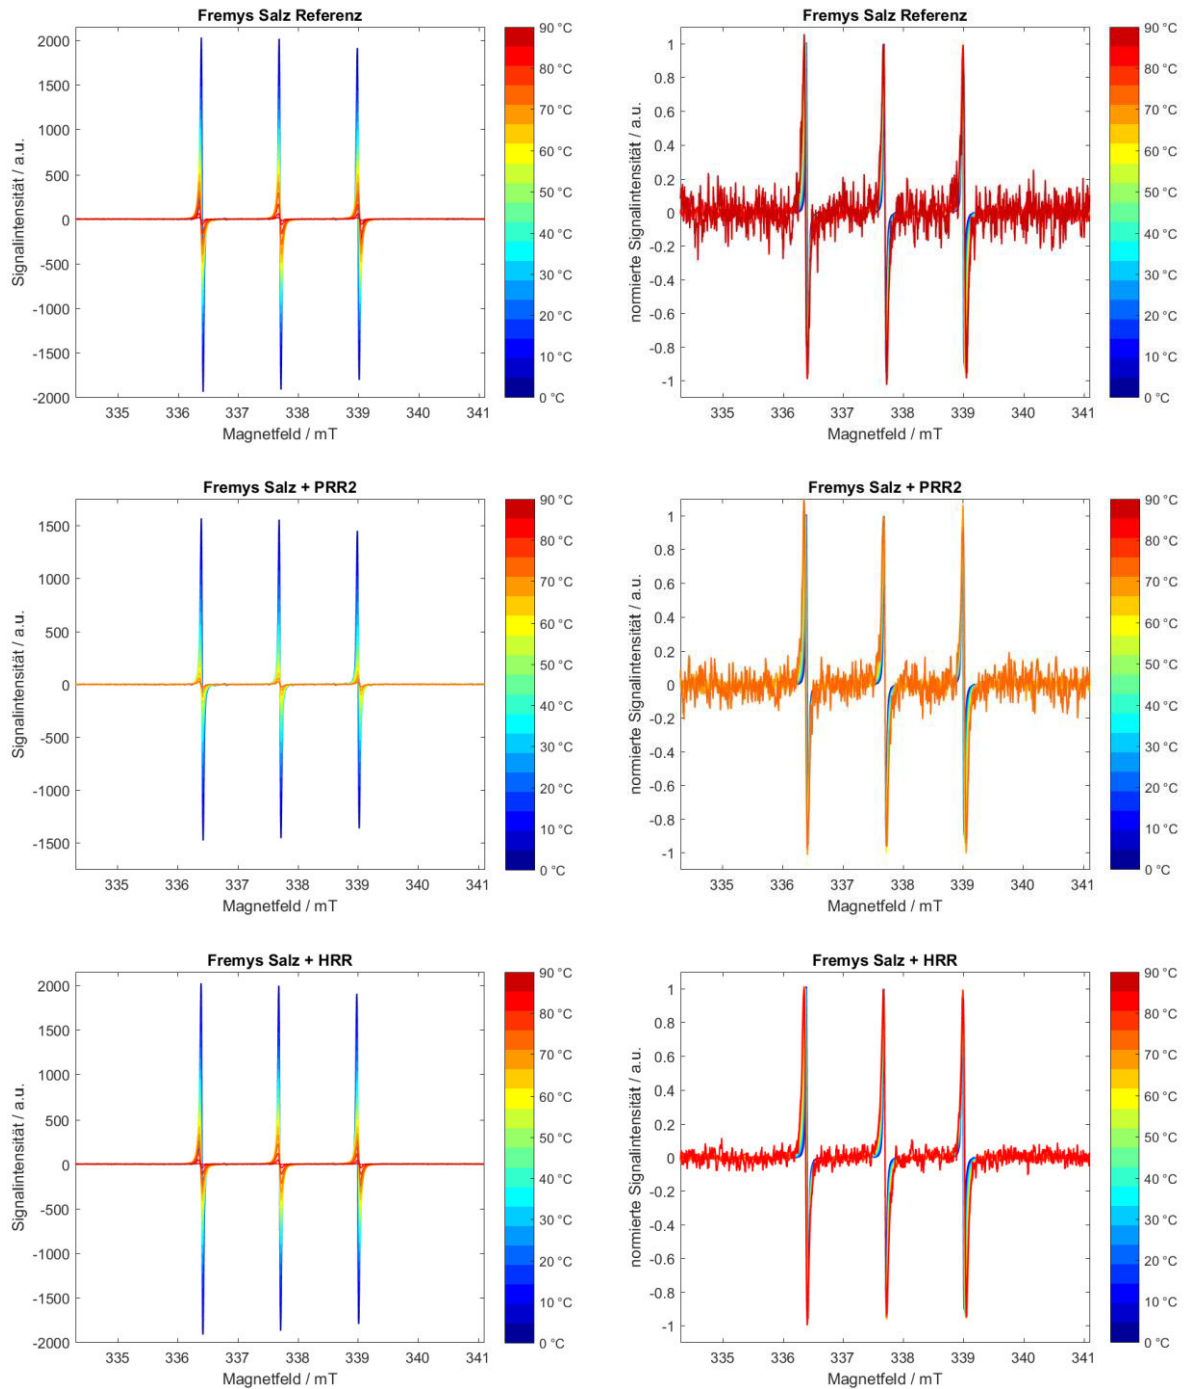 Fremys Salz Referenz
Signalintensität / a.u.
2000
1500
1000
500
0
-500
-1000
-1500
-2000
335 336 337 338 339 340 341
Magnetfeld / mT
90 °C
80 °C
70 °C
60 °C
50 °C
40 °C
30 °C
20 °C
10 °C
0 °C
Fremys Salz Referenz
normierte Signalintensität / a.u.
1
0.8
0.6
0.4
0.2
0
-0.2
-0.4
-0.6
-0.8
-1
335 336 337 338 339 340 341
Magnetfeld / mT
90 °C
80 °C
70 °C
60 °C
50 °C
40 °C
30 °C
20 °C
10 °C
0 °C
Fremys Salz + PRR2
Signalintensität / a.u.
1500
1000
500
0
-500
-1000
-1500
335 336 337 338 339 340 341
Magnetfeld / mT
90 °C
80 °C
70 °C
60 °C
50 °C
40 °C
30 °C
20 °C
10 °C
0 °C
Fremys Salz + PRR2
normierte Signalintensität / a.u.
1
0.8
0.6
0.4
0.2
0
-0.2
-0.4
-0.6
-0.8
-1
335 336 337 338 339 340 341
Magnetfeld / mT
90 °C
80 °C
70 °C
60 °C
50 °C
40 °C
30 °C
20 °C
10 °C
0 °C
Fremys Salz + HRR
Signalintensität / a.u.
2000
1500
1000
500
0
-500
-1000
-1500
-2000
335 336 337 338 339 340 341
Magnetfeld / mT
90 °C
80 °C
70 °C
60 °C
50 °C
40 °C
30 °C
20 °C
10 °C
0 °C
Fremys Salz + HRR
normierte Signalintensität / a.u.
1
0.8
0.6
0.4
0.2
0
-0.2
-0.4
-0.6
-0.8
-1
335 336 337 338 339 340 341
Magnetfeld / mT
90 °C
80 °C
70 °C
60 °C
50 °C
40 °C
30 °C
20 °C
10 °C
0 °C